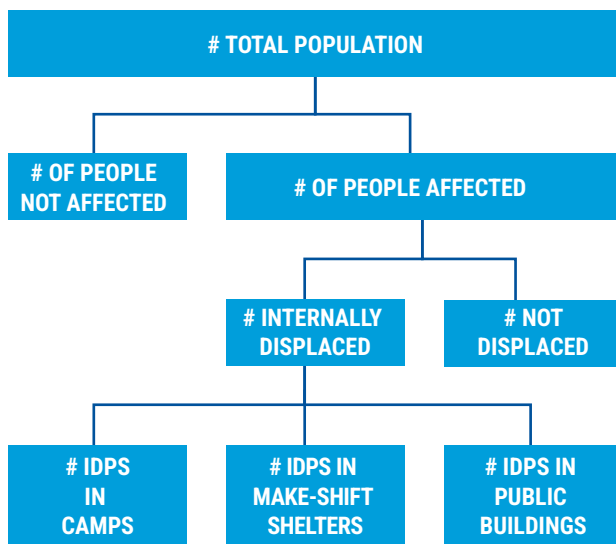 # TOTAL POPULATION
# OF PEOPLE
NOT AFFECTED
# OF PEOPLE AFFECTED
# INTERNALLY
DISPLACED
# NOT
DISPLACED
# IDPS
IN
CAMPS
# IDPS IN
MAKE-SHIFT
SHELTERS
# IDPS IN
PUBLIC
BUILDINGS